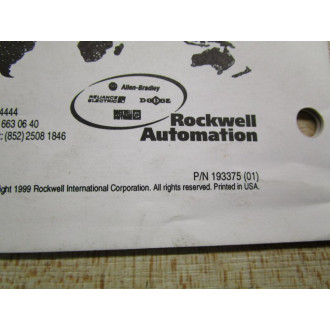 4444
663 06 40
: (852) 2508 1846
Allen-Bradley
RELIANCE
ELECTRIC
DODGE
Rockwell
Automation
P/N 193375 (01)
ght 1999 Rockwell International Corporation. All rights reserved. Printed in USA.